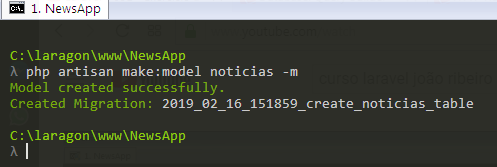 1. NewsApp
C:\laragon\www\NewsApp
λ php artisan make:model noticias -m
Model created successfully.
Created Migration: 2019_02_16_151859_create_noticias_table
C:\laragon\www\NewsApp
λ